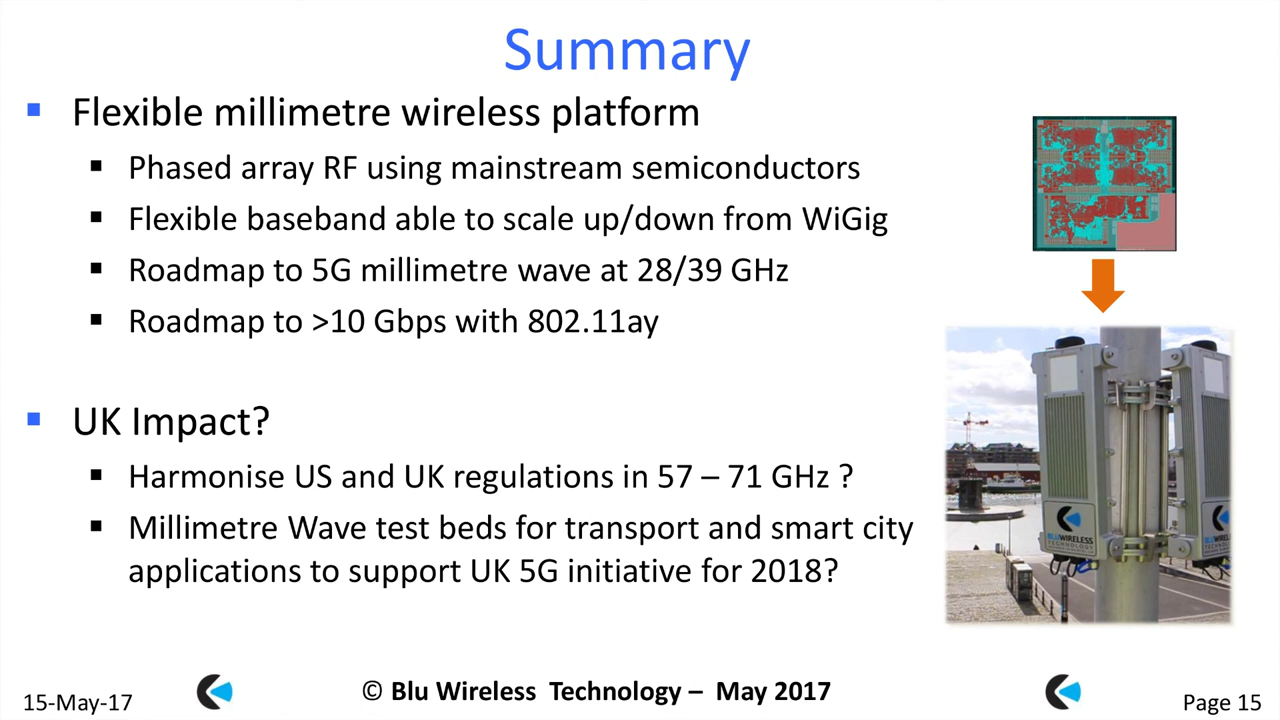 Summary
Flexible millimetre wireless platform
Phased array RF using mainstream semiconductors
Flexible baseband able to scale up/down from WiGig
Roadmap to 5G millimetre wave at 28/39 GHz
Roadmap to >10 Gbps with 802.11ay
UK Impact?
Harmonise US and UK regulations in 57 – 71 GHz ?
Millimetre Wave test beds for transport and smart city
applications to support UK 5G initiative for 2018?
BLUWIRELESS
TECHNOLOGY
15-May-17
© Blu Wireless Technology – May 2017
Page 15